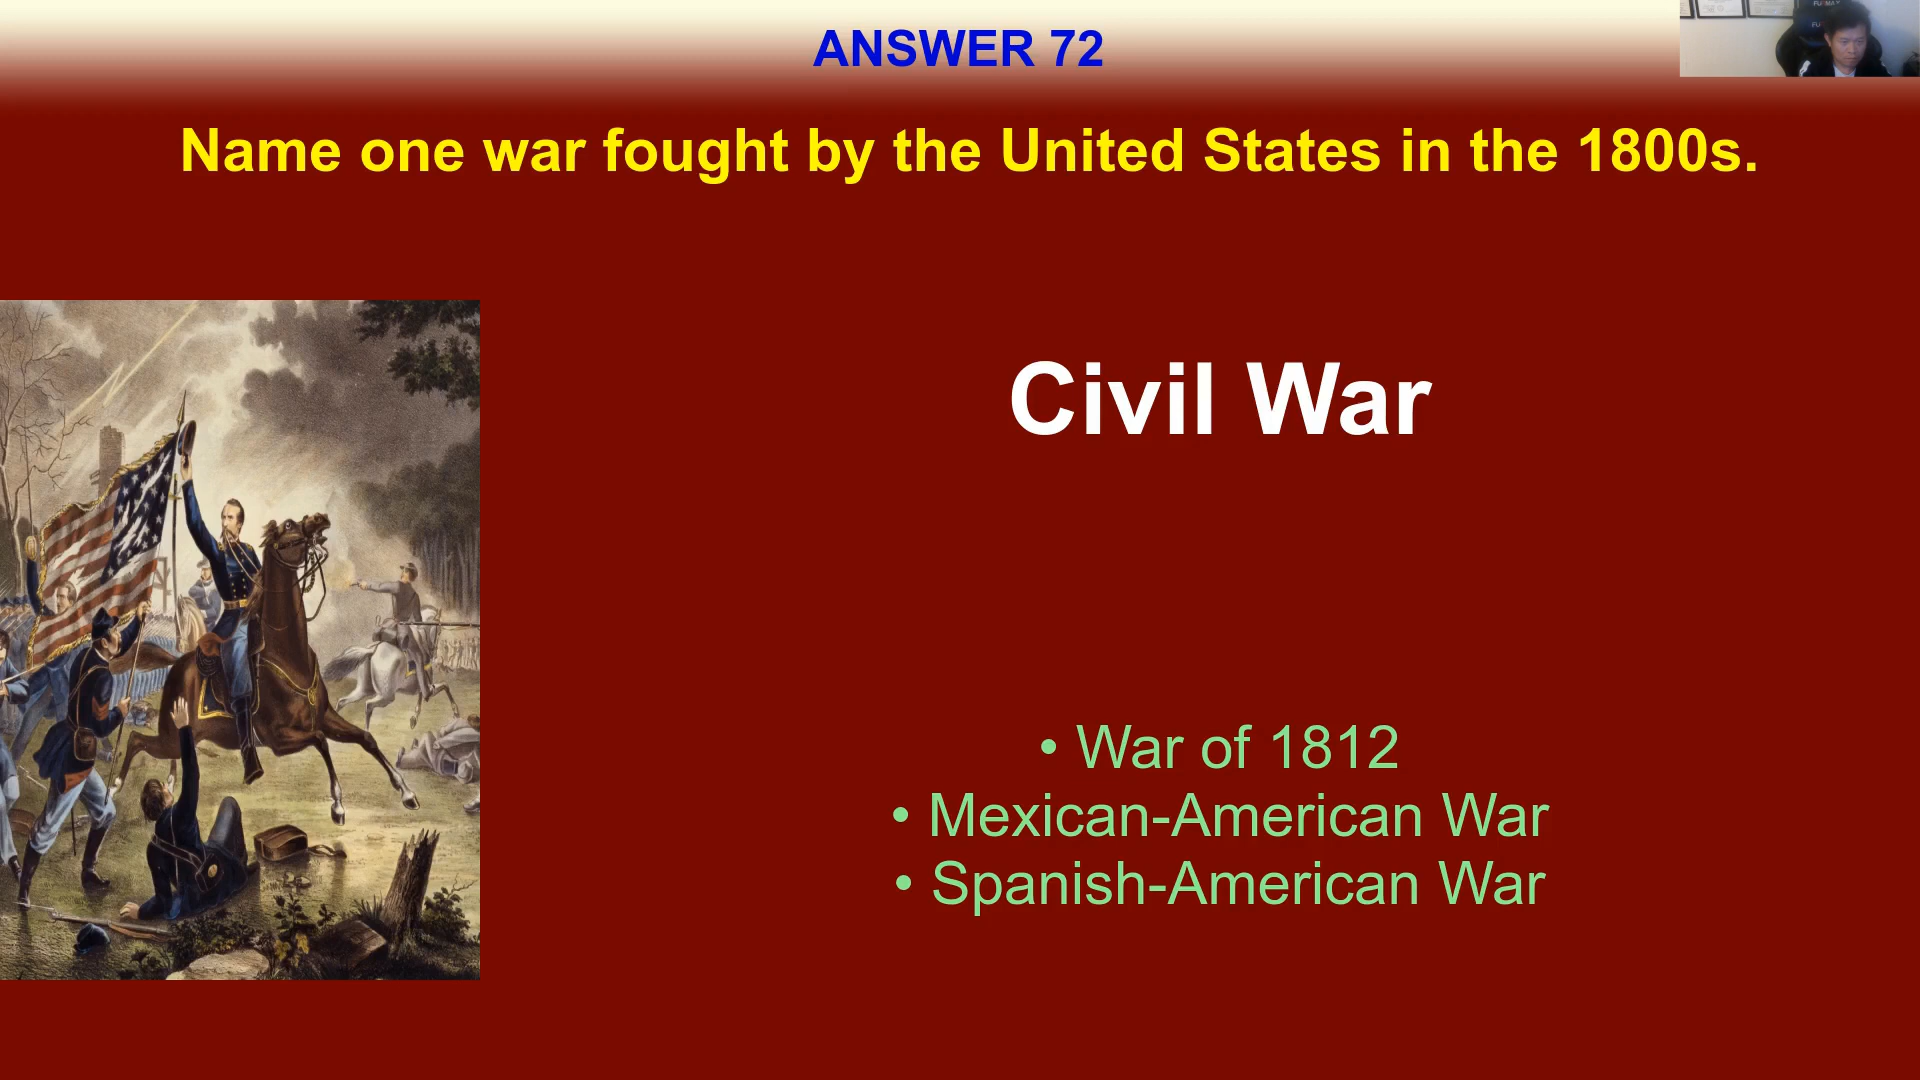 ANSWER 72
Name one war fought by the United States in the 1800s.
Civil War
• War of 1812
• Mexican-American War
• Spanish-American War